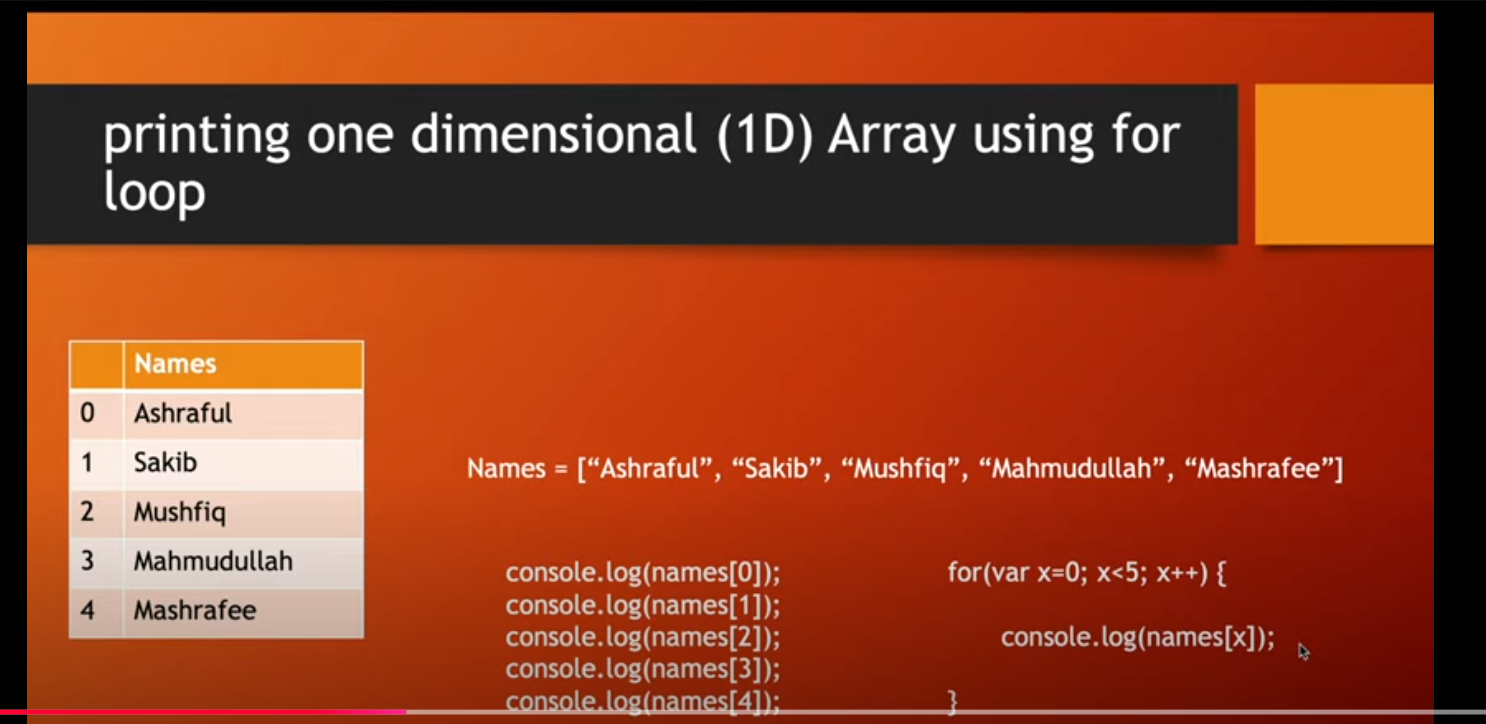 printing one dimensional (1D) Array using for
loop
Names
0 Ashraful
1 Sakib
2 Mushfiq
3 Mahmudullah
4 Mashrafee
Names = [“Ashraful”, “Sakib”, “Mushfiq”, “Mahmudullah”, “Mashrafee”]
console.log(names[0]);
console.log(names[1]);
console.log(names[2]);
console.log(names[3]);
console.log(names[4]);
for(var x=0; x<5; x++) {
console.log(names[x]);
}